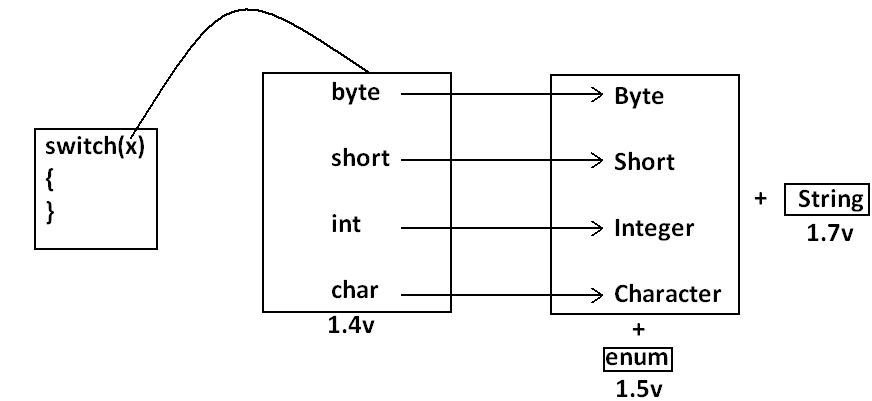 switch(x)
{
}
byte
short
int
char
1.4v
Byte
Short
Integer
Character
+
enum
1.5v
+ String
1.7v